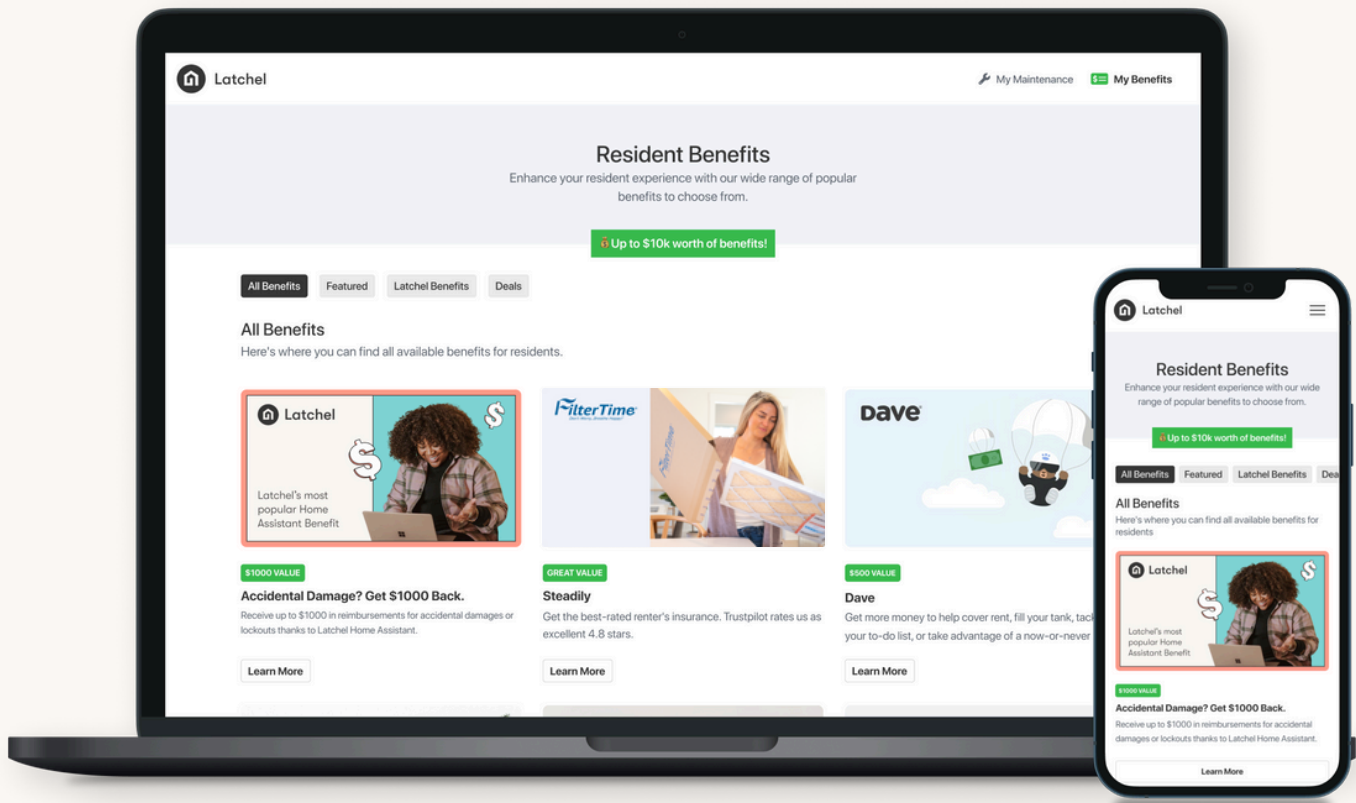 Latchel
My Maintenance
My Benefits
Resident Benefits
Enhance your resident experience with our wide range of popular
benefits to choose from.
Up to $10k worth of benefits!
All Benefits
Featured
Latchel Benefits
Deals
All Benefits
Here's where you can find all available benefits for residents.
Latchel
Latchel's most
popular Home
Assistant Benefit
$1000 VALUE
Accidental Damage? Get $1000 Back.
Receive up to $1000 in reimbursements for accidental damages or
lockouts thanks to Latchel Home Assistant.
Learn More
FilterTime
FilterTime
GREAT VALUE
Steadily
Get the best-rated renter's insurance. Trustpilot rates us as
excellent 4.8 stars.
Learn More
Dave
$500 VALUE
Dave
Get more money to help cover rent, fill your tank, tac
your to-do list, or take advantage of a now-or-never
Learn More
Latchel
Resident Benefits
Enhance your resident experience with our wide
range of popular benefits to choose from.
Up to $10k worth of benefits!
All Benefits
Featured
Latchel Benefits
Dea
All Benefits
Here's where you can find all available benefits for
residents
Latchel
Latchel's most
popular Home
Assistant Benefit
$1000 VALUE
Accidental Damage? Get $1000 Back.
Receive up to $1000 in reimbursements for accidental
damages or lockouts thanks to Latchel Home Assistant.
Learn More